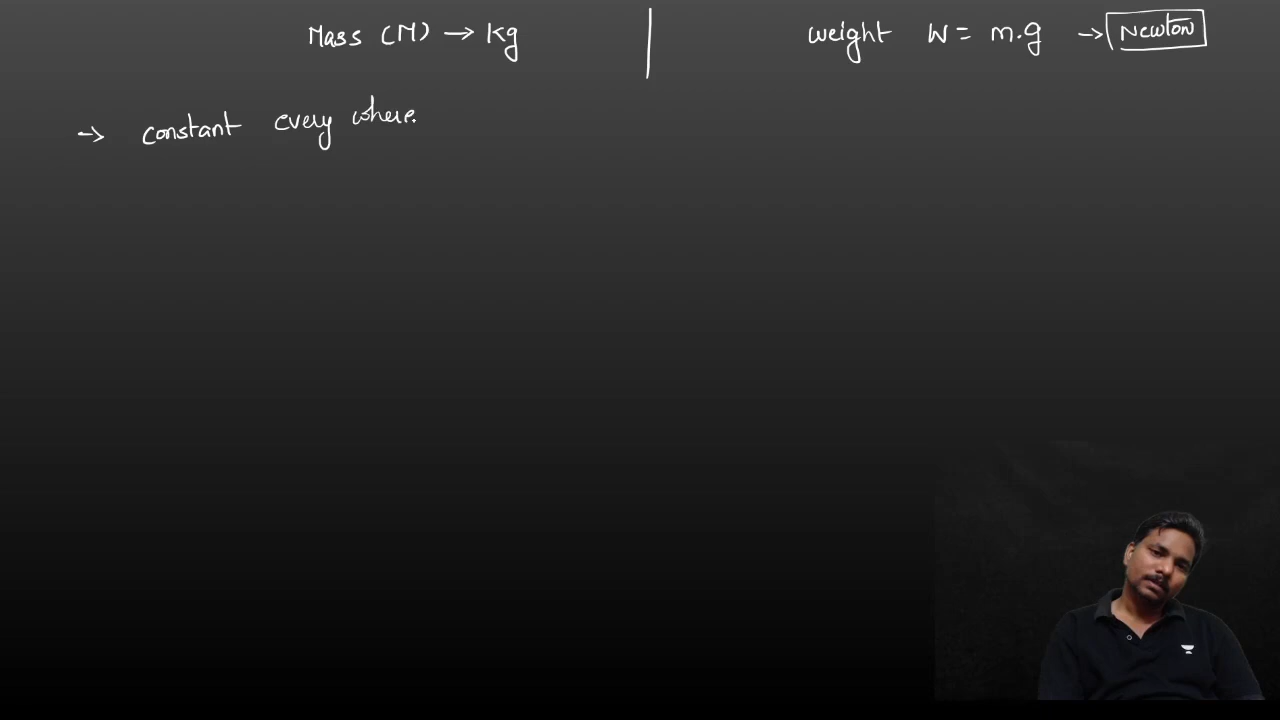 Mass (M) → Kg
weight W = m.g → Newton
→ constant every where.